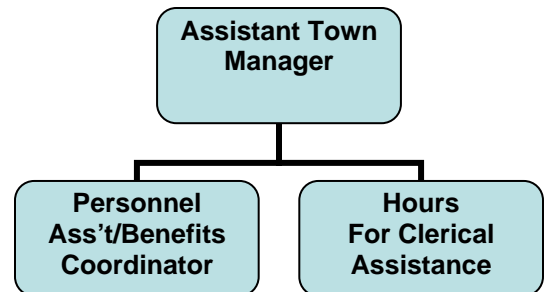 Assistant Town
Manager
Personnel
Ass’t/Benefits
Coordinator
Hours
For Clerical
Assistance